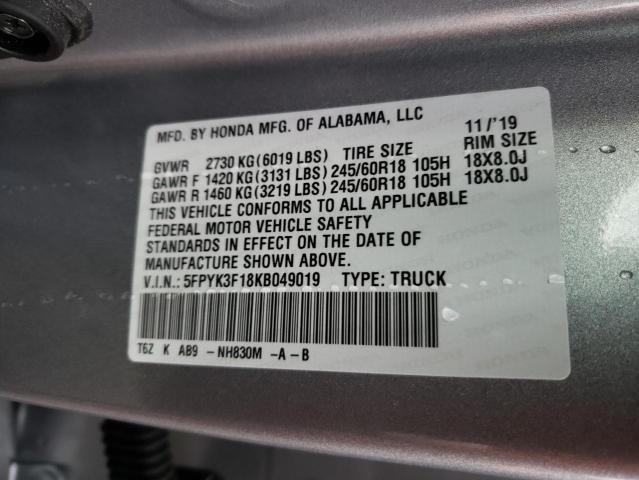 MFD. BY HONDA MFG. OF ALABAMA, LLC 11/'19
GVWR 2730 KG(6019 LBS) TIRE SIZE RIM SIZE
GAWR F 1420 KG(3131 LBS) 245/60R18 105H 18X8.0J
GAWR R 1460 KG(3219 LBS) 245/60R18 105H 18X8.0J
THIS VEHICLE CONFORMS TO ALL APPLICABLE
FEDERAL MOTOR VEHICLE SAFETY
STANDARDS IN EFFECT ON THE DATE OF
MANUFACTURE SHOWN ABOVE.
V.I.N.: 5FPYK3F18KB049019 TYPE: TRUCK
T6Z K AB9 -NH830M -A-B